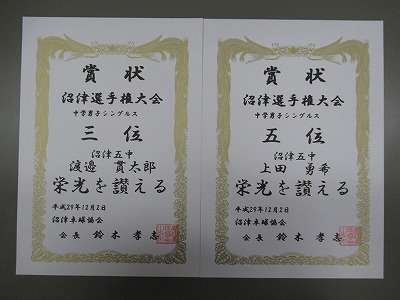 賞状
沼津選手権大会
中学男子シングルス
三位
沼津五中
渡邉 貫太郎
栄光を讃える
平成29年12月2日
沼津卓球協会
会長 鈴木 孝志
賞状
沼津選手権大会
中学男子シングルス
五位
沼津五中
上田 勇希
栄光を讃える
平成29年12月2日
沼津卓球協会
会長 鈴木 孝志